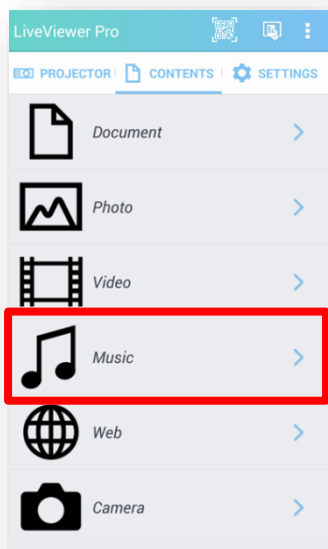 LiveViewer Pro
PROJECTOR CONTENTS SETTINGS
Document
Photo
Video
Music
Web
Camera